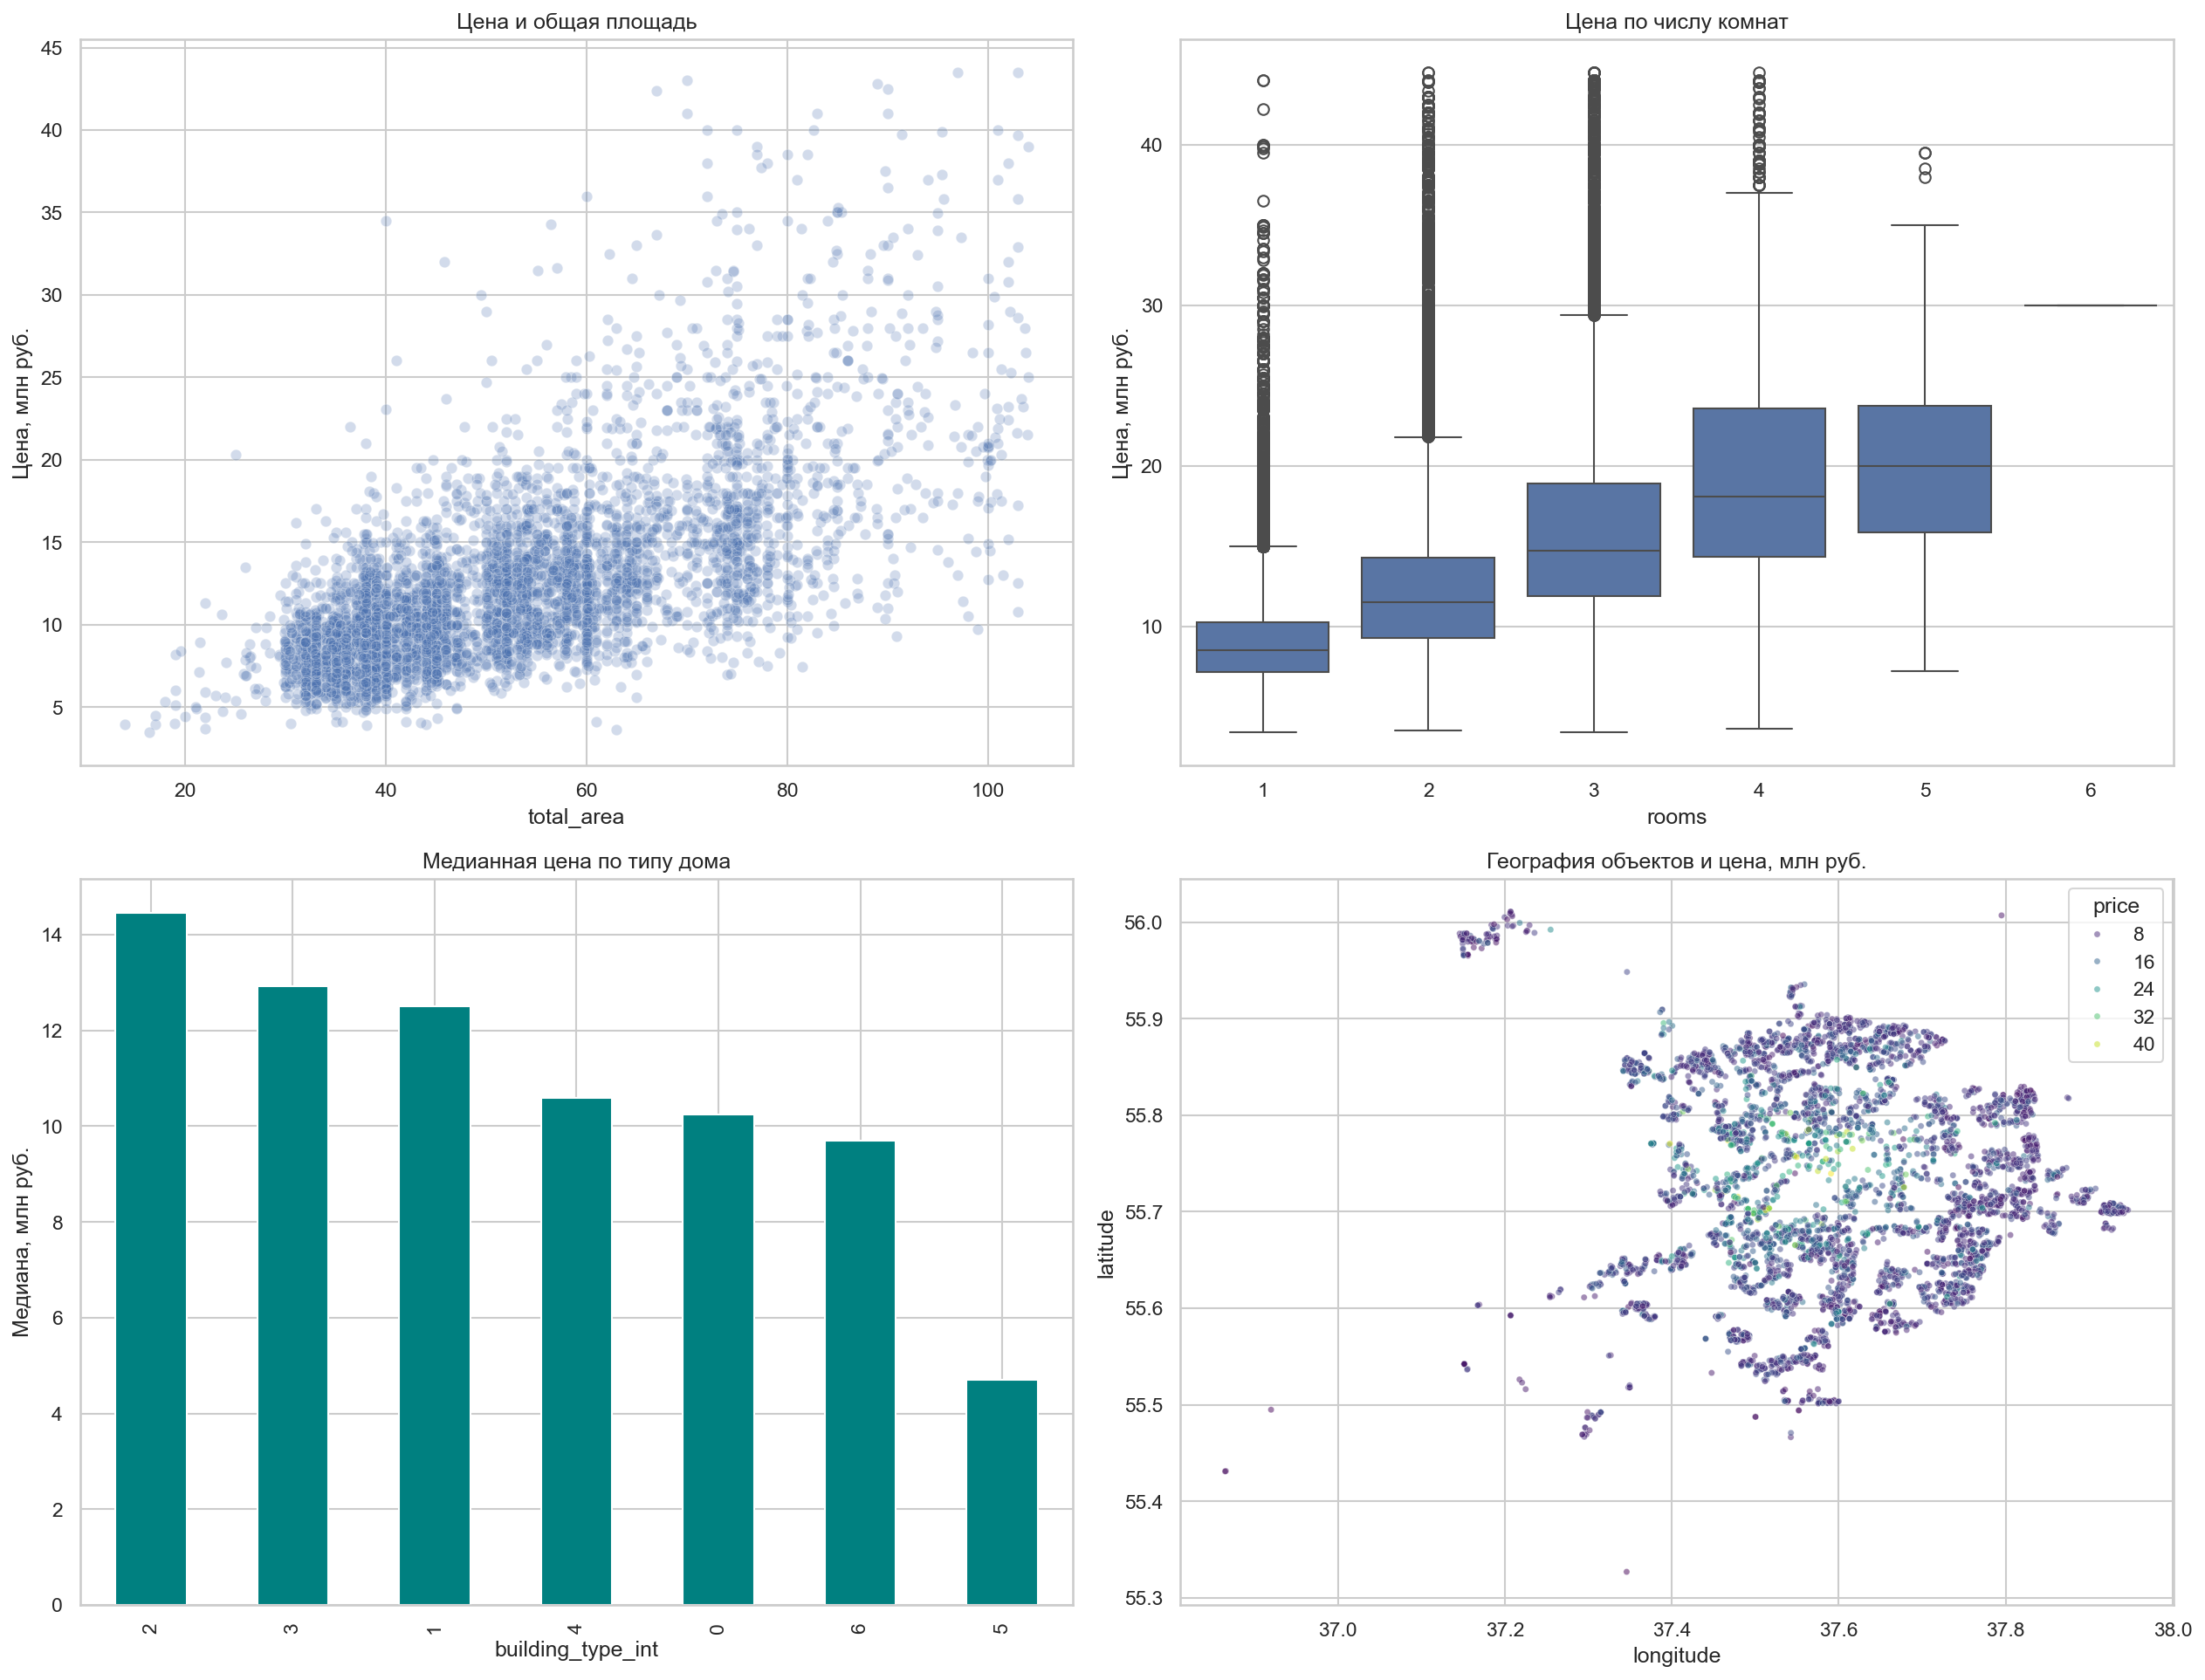 Цена и общая площадь
Цена, млн руб.
45
40
35
30
25
20
15
10
5
20 40 60 80 100
total_area
Цена по числу комнат
Цена, млн руб.
40
30
20
10
1 2 3 4 5 6
rooms
Медианная цена по типу дома
Медиана, млн руб.
14
12
10
8
6
4
2
0
2 3 1 4 0 6 5
building_type_int
География объектов и цена, млн руб.
latitude
56.0
55.9
55.8
55.7
55.6
55.5
55.4
55.3
price
8
16
24
32
40
37.0 37.2 37.4 37.6 37.8 38.0
longitude